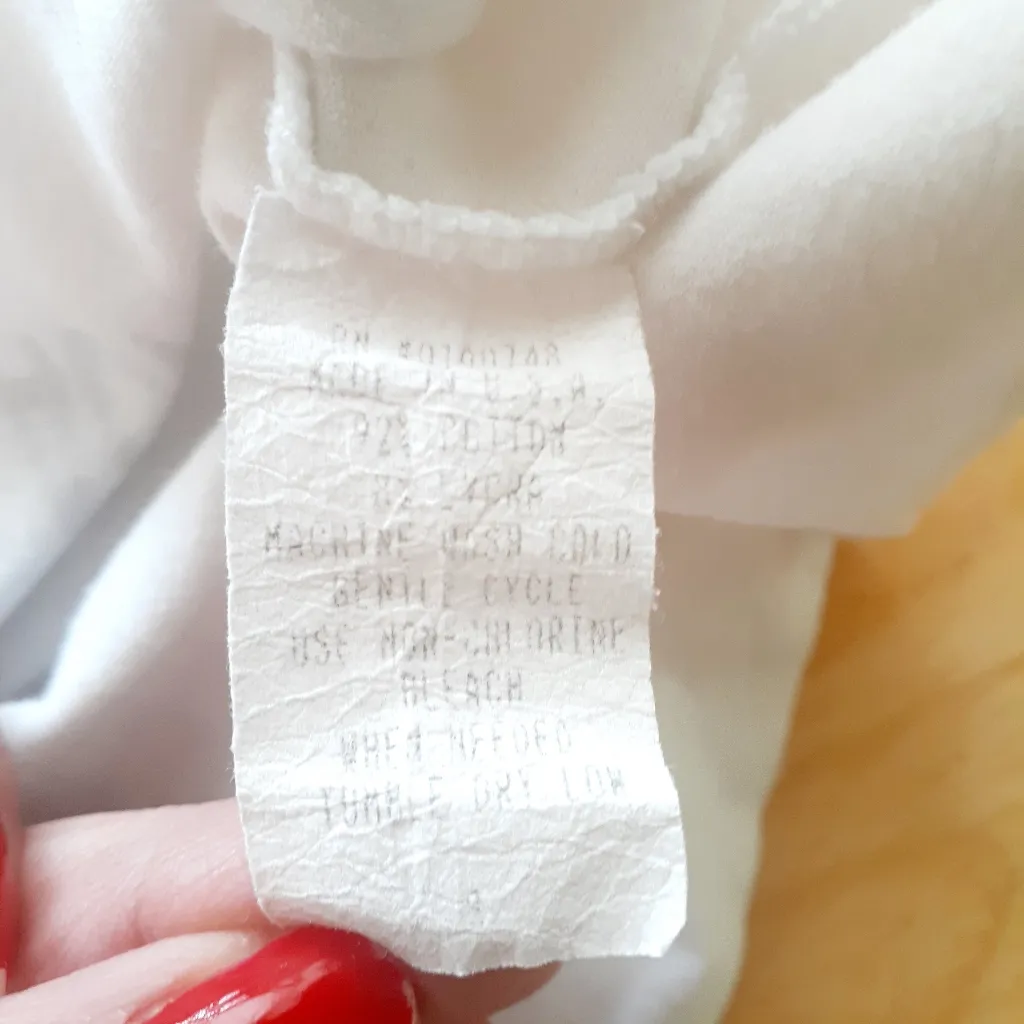 RN
MADE IN U.S.A.
92% COTTON
8% LYCRA
MACHINE WASH COLD
GENTLE CYCLE
USE NON-CHLORINE
BLEACH
WHEN NEEDED
TUMBLE DRY LOW